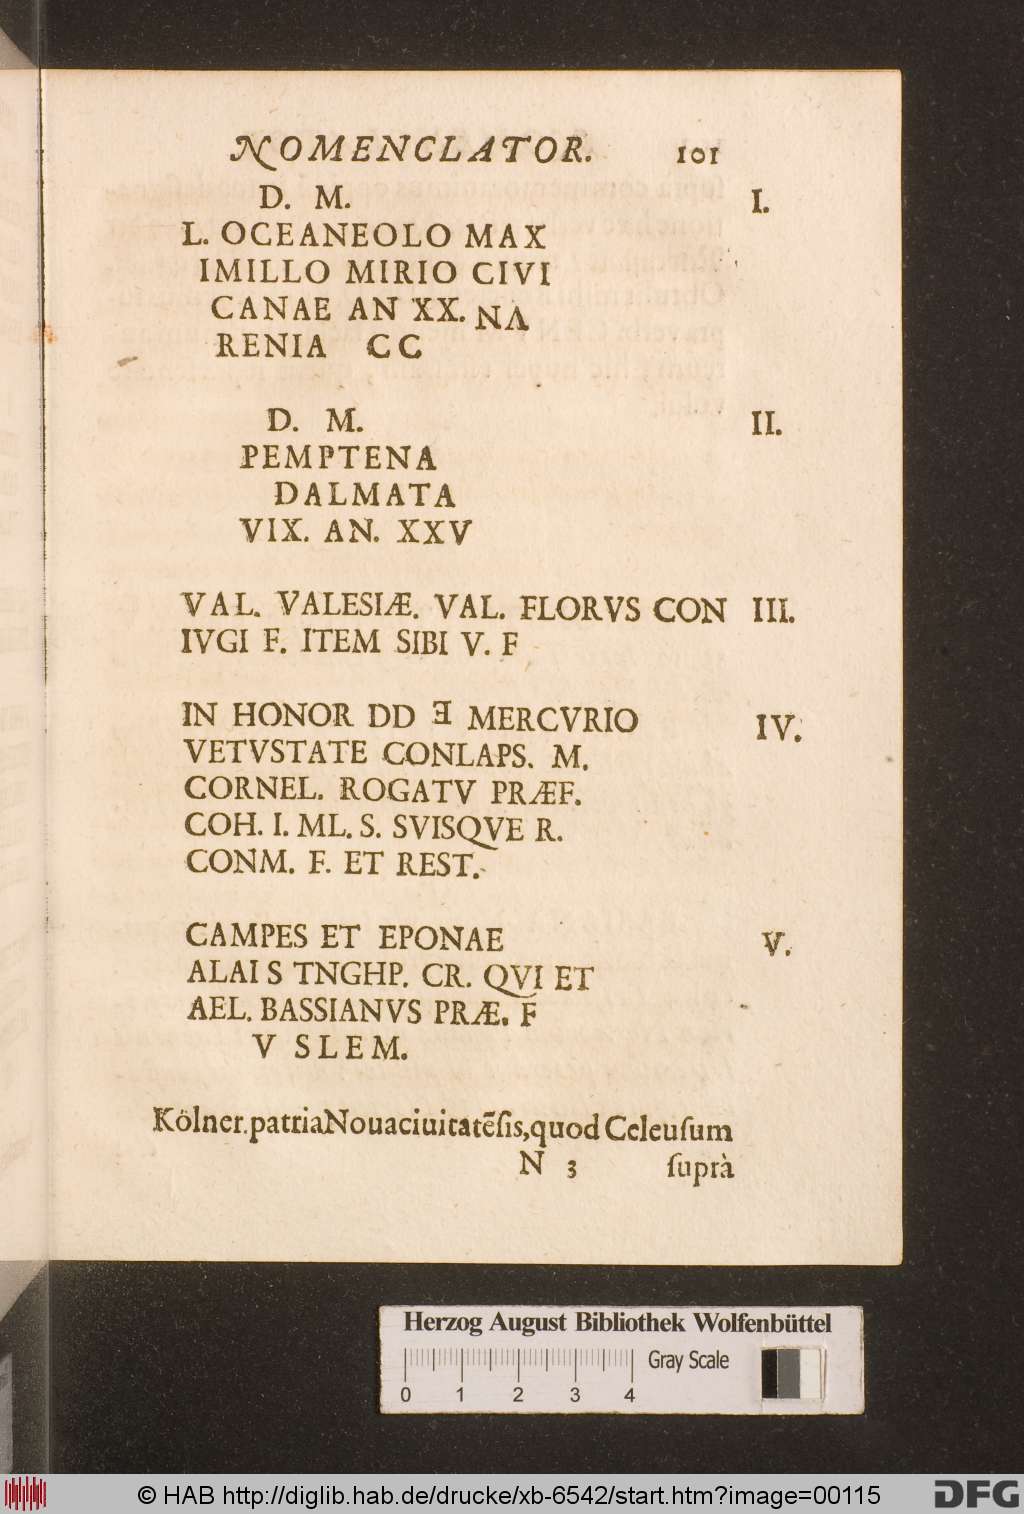 NOMENCLATOR. 101
D. M. I.
L. OCEANEOLO MAX
IMILLO MIRIO CIVI
CANAE AN XX. NA
RENIA CC
D. M. II.
PEMPTENA
DALMATA
VIX. AN. XXV
VAL. VALESIÆ. VAL. FLORVS CON III.
IVGI F. ITEM SIBI V. F
IN HONOR DD Ǝ MERCVRIO IV.
VETVSTATE CONLAPS. M.
CORNEL. ROGATV PRÆF.
COH. I. ML. S. SVISQVE R.
CONM. F. ET REST.
CAMPES ET EPONAE V.
ALAI S TNGHP. CR. QVI ET
AEL. BASSIANVS PRÆ. F
V SLEM.
Kölner. patria Nouaciuitatẽſis, quod Celeuſum
N 3 ſuprà
Herzog August Bibliothek Wolfenbüttel
Gray Scale
0 1 2 3 4
© HAB http://diglib.hab.de/drucke/xb-6542/start.htm?image=00115
DFG